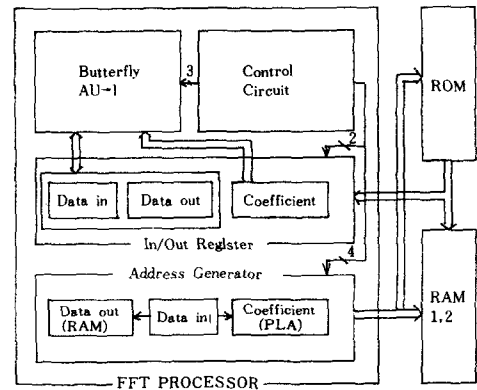 Butterfly
AU-1
3
Control
Circuit
ROM
2
Data in
Data out
Coefficient
In/Out Register
4
Address Generator
Data out
(RAM)
Data in
Coefficient
(PLA)
RAM
1,2
FFT PROCESSOR